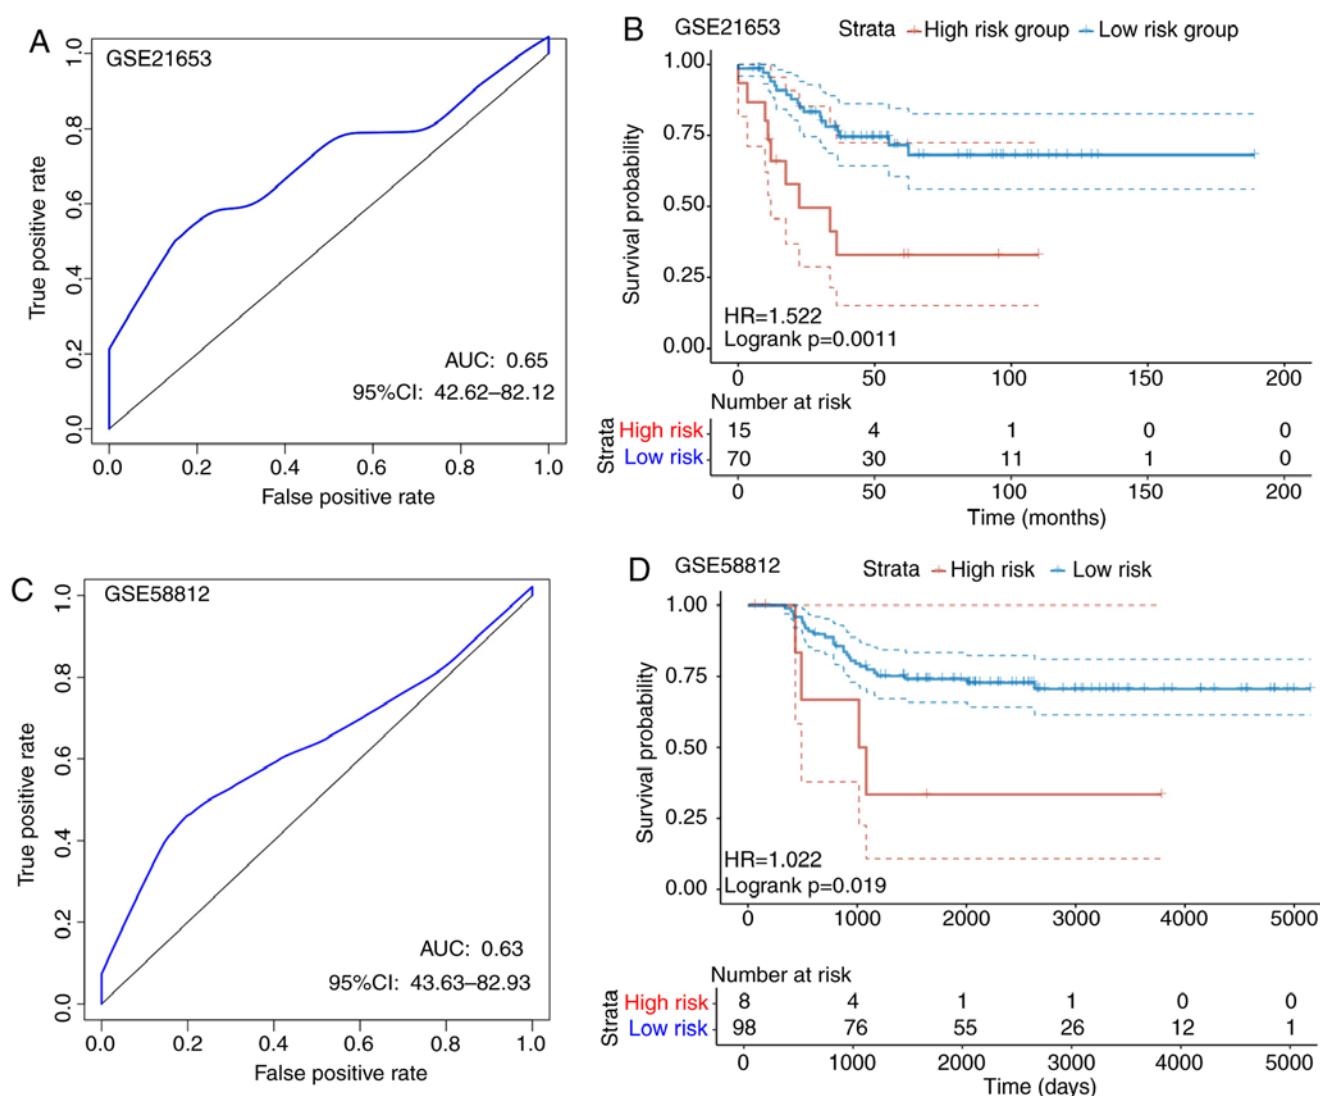 A
GSE21653
True positive rate
1.0
0.8
0.6
0.4
0.2
0.0
AUC: 0.65
95%CI: 42.62–82.12
0.0 0.2 0.4 0.6 0.8 1.0
False positive rate
B
GSE21653
Strata High risk group Low risk group
Survival probability
1.00
0.75
0.50
0.25
0.00
HR=1.522
Logrank p=0.0011
0 50 100 150 200
Number at risk
Strata
High risk 15 4 1 0 0
Low risk 70 30 11 1 0
0 50 100 150 200
Time (months)
C
GSE58812
True positive rate
1.0
0.8
0.6
0.4
0.2
0.0
AUC: 0.63
95%CI: 43.63–82.93
0.0 0.2 0.4 0.6 0.8 1.0
False positive rate
D
GSE58812
Strata High risk Low risk
Survival probability
1.00
0.75
0.50
0.25
0.00
HR=1.022
Logrank p=0.019
0 1000 2000 3000 4000 5000
Number at risk
Strata
High risk 8 4 1 1 0 0
Low risk 98 76 55 26 12 1
0 1000 2000 3000 4000 5000
Time (days)